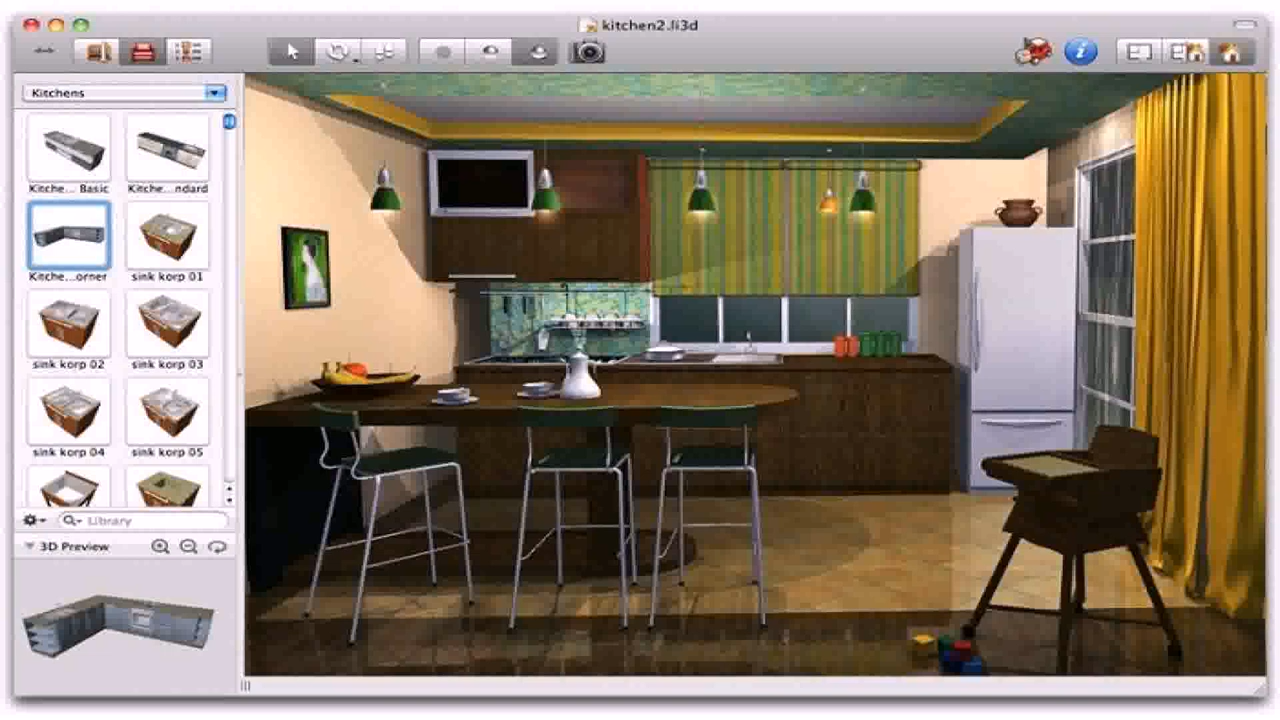 kitchen2.li3d
Kitchens
Kitche... Basic
Kitche...ndard
Kitche...orner
sink korp 01
sink korp 02
sink korp 03
sink korp 04
sink korp 05
Library
3D Preview